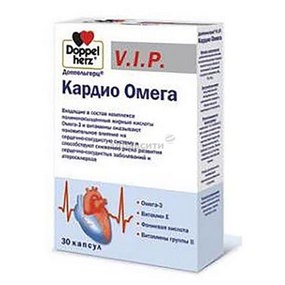 Doppel
herz®
V.I.P.
Доппельгерц®
Кардио Омега
Входящие в состав комплекса
полиненасыщенные жирные кислоты
Омега-3 и витамины оказывают
положительное влияние на
сердечно-сосудистую систему и
способствуют снижению риска развития
сердечно-сосудистых заболеваний и
атеросклероза
Омега-3
Витамин Е
Фолиевая кислота
Витамины группы В
30 капсул